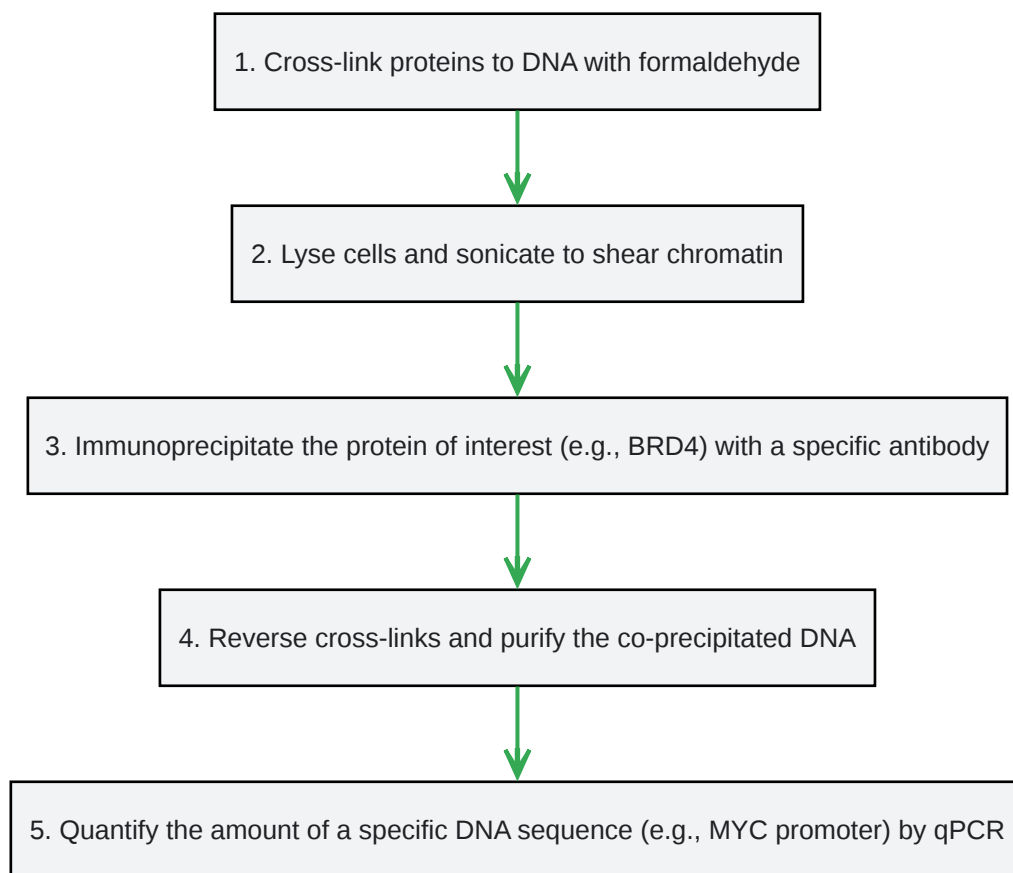 1. Cross-link proteins to DNA with formaldehyde
2. Lyse cells and sonicate to shear chromatin
3. Immunoprecipitate the protein of interest (e.g., BRD4) with a specific antibody
4. Reverse cross-links and purify the co-precipitated DNA
5. Quantify the amount of a specific DNA sequence (e.g., MYC promoter) by qPCR